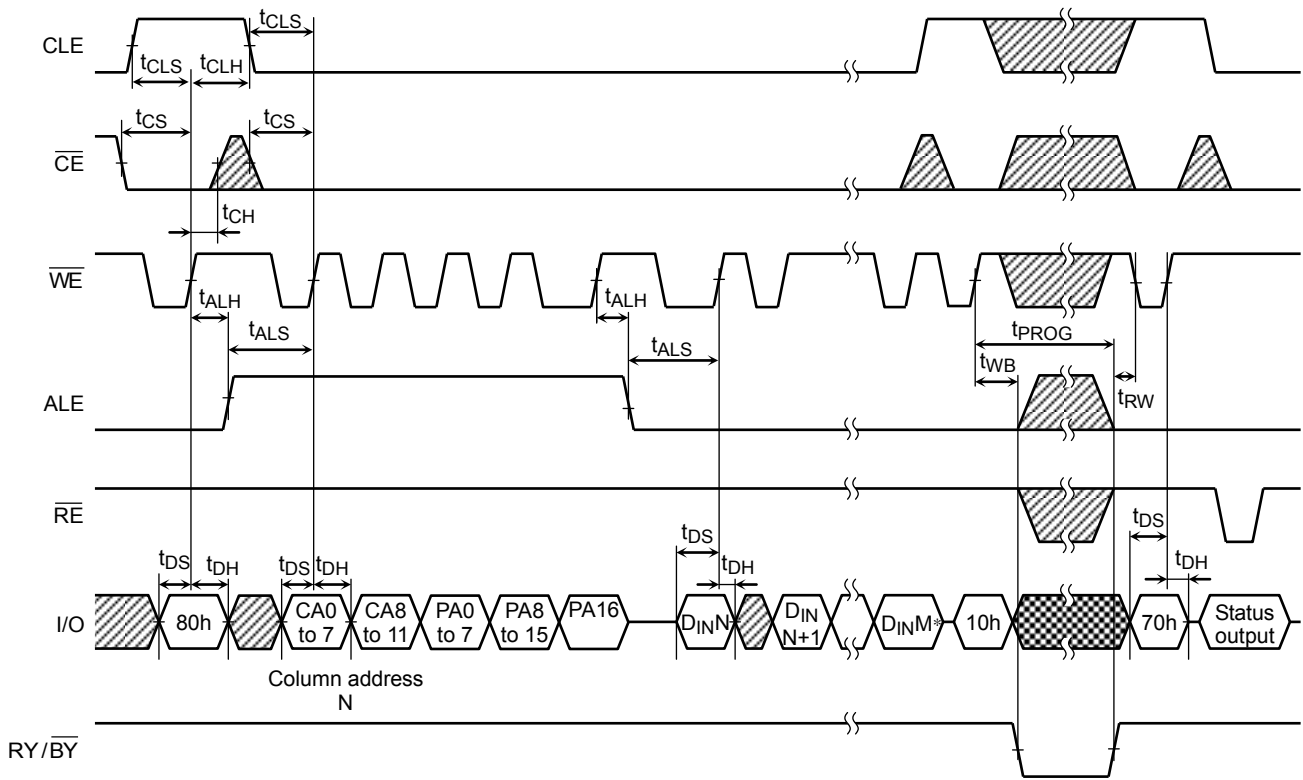 tCLS
CLE
tCLS tCLH
tCS tCS
CE
tCH
WE
tALH tALH
tALS tALS tPROG
tWB
tRW
ALE
RE
tDS tDH tDS tDH tDS tDH tDS tDH
I/O 80h CA0 to 7 CA8 to 11 PA0 to 7 PA8 to 15 PA16 DINN DIN N+1 DINM* 10h 70h Status output
Column address
N
RY/BY